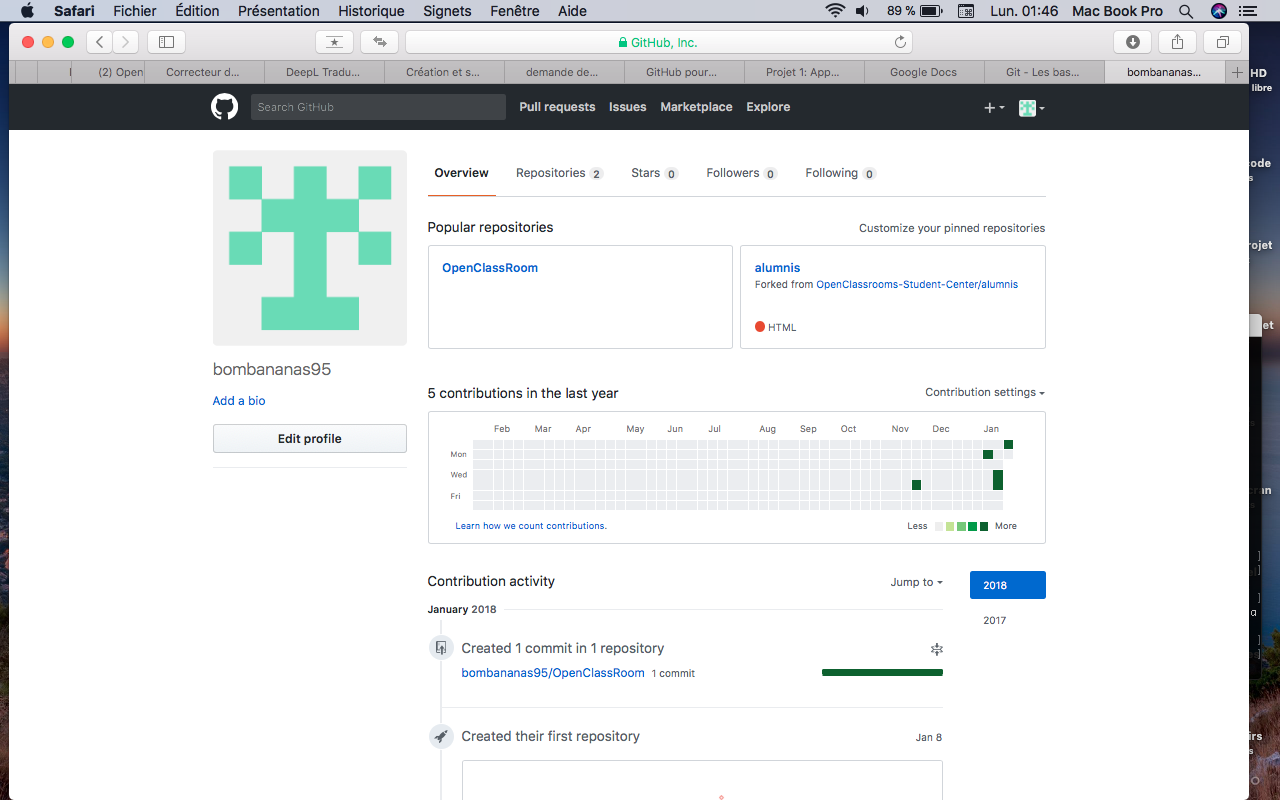 Safari Fichier Édition Présentation Historique Signets Fenêtre Aide 89 % Lun. 01:46 Mac Book Pro
GitHub, Inc.
(2) Open Correcteur d... DeepL Tradu... Création et s... demande de... GitHub pour... Projet 1: App... Google Docs Git - Les bas... bombananas...
HD
libre
Search GitHub Pull requests Issues Marketplace Explore
ode
Overview Repositories 2 Stars 0 Followers 0 Following 0
Popular repositories Customize your pinned repositories
rojet
OpenClassRoom
alumnis
Forked from OpenClassrooms-Student-Center/alumnis
HTML
et
bombananas95
Add a bio
Edit profile
5 contributions in the last year Contribution settings
Feb Mar Apr May Jun Jul Aug Sep Oct Nov Dec Jan
Mon
Wed
Fri
cran
Learn how we count contributions. Less More
Contribution activity Jump to 2018
January 2018
2017
Created 1 commit in 1 repository
bombananas95/OpenClassRoom 1 commit
Created their first repository Jan 8
irs